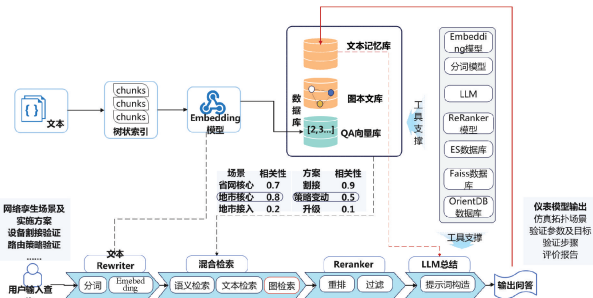 文本
chunks
chunks
chunks
树状索引
Embedding
模型
数据库
文本记忆库
图本文库
[2,3...]
QA向量库
工具支撑
Embeddi
ng模型
分词模型
LLM
ReRanker
模型
ES数据库
Faiss数据
库
OrientDB
数据库
场景 相关性 方案 相关性
省网核心 0.7 割接 0.9
地市核心 0.8 策略变动 0.5
地市接入 0.2 升级 0.1
网络孪生场景及
实施方案
设备割接验证
路由策略验证
……
仪表模型输出
仿真拓扑场景
验证参数及目标
验证步骤
评价报告
工具支撑
用户输入查
文本
Rewriter
分词
Emebed
ding
混合检索
语义检索
文本检索
图检索
Reranker
重排
过滤
LLM总结
提示词构造
输出问答